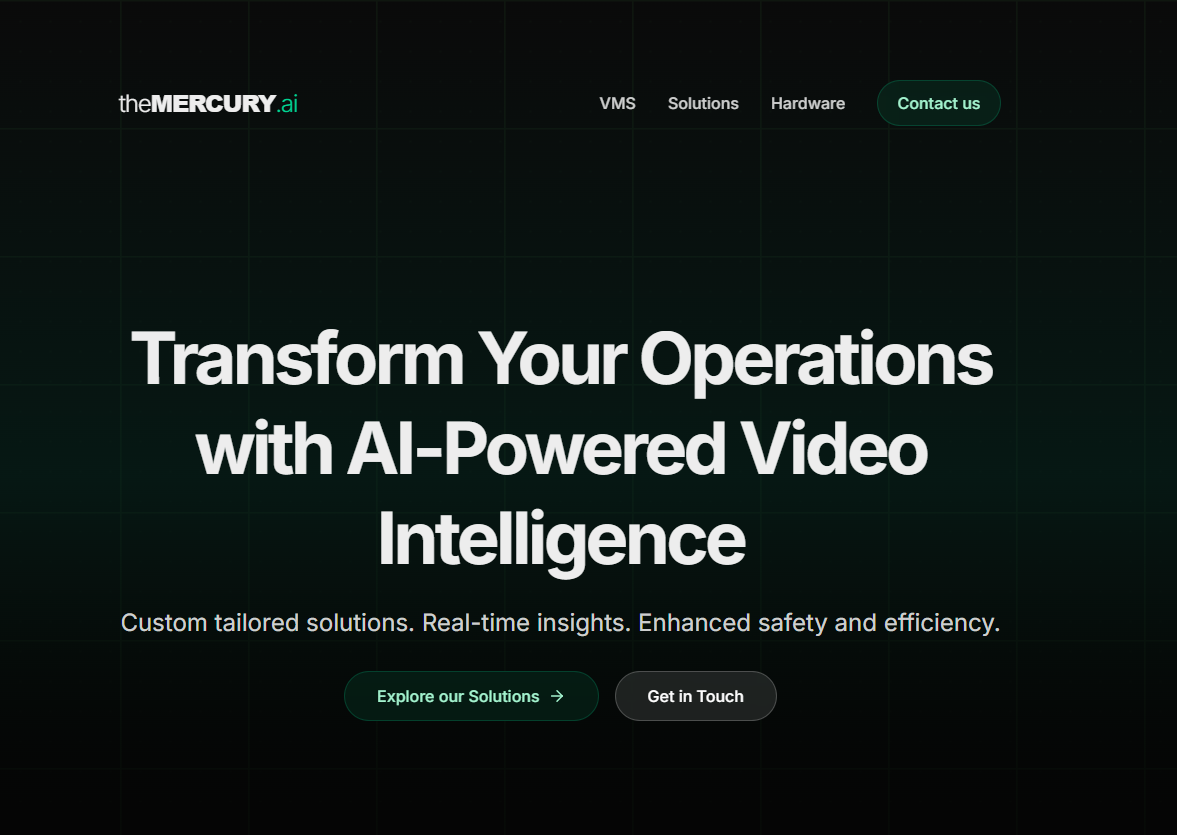 theMERCURY.ai
VMS
Solutions
Hardware
Contact us
Transform Your Operations
with AI-Powered Video
Intelligence
Custom tailored solutions. Real-time insights. Enhanced safety and efficiency.
Explore our Solutions →
Get in Touch